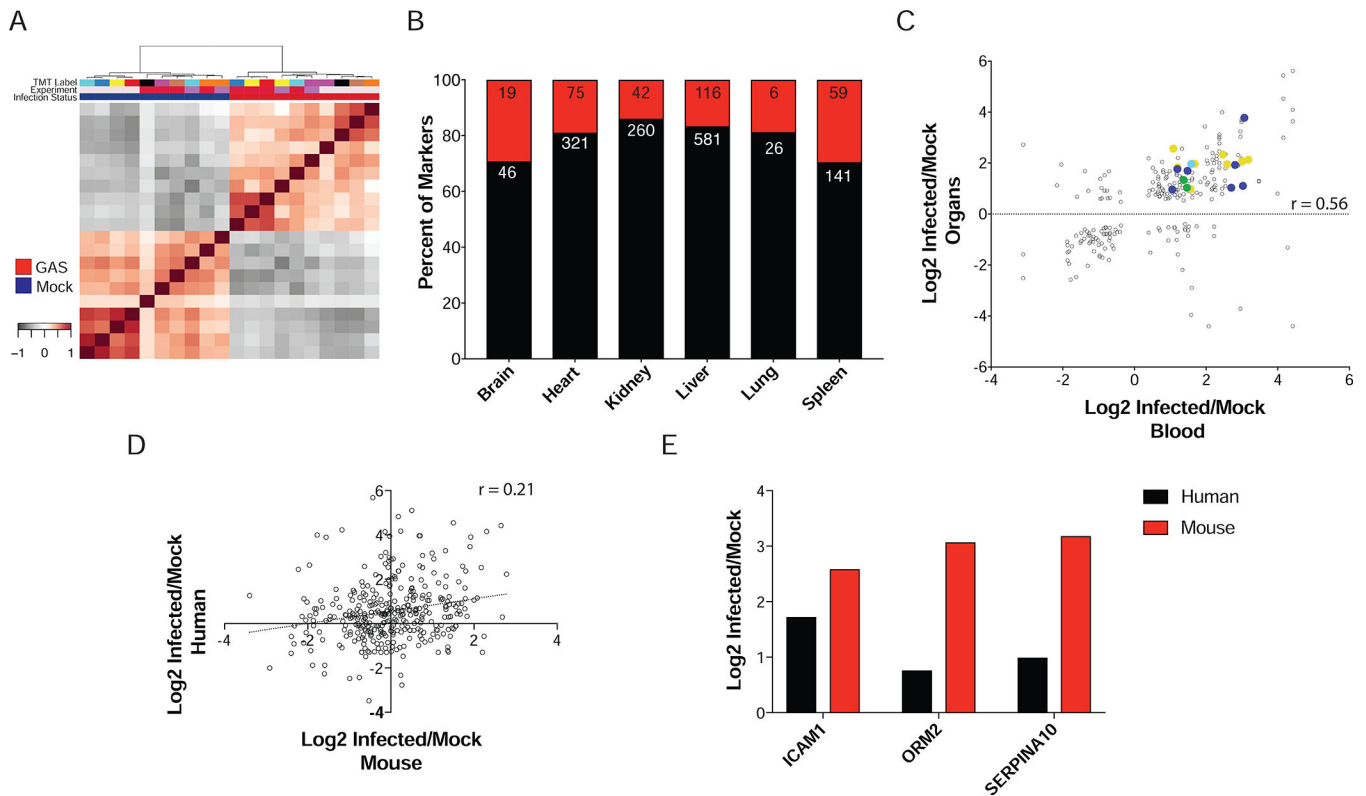 A
TMT Label
Experiment
Infection Status
GAS
Mock
−1 0 1
B
Percent of Markers
100
80
60
40
20
0
19 75 42 116 6 59
46 321 260 581 26 141
Brain Heart Kidney Liver Lung Spleen
C
Log2 Infected/Mock
Organs
6
4
2
0
-2
-4
-6
r = 0.56
-4 -2 0 2 4 6
Log2 Infected/Mock
Blood
D
Log2 Infected/Mock
Human
r = 0.21
6
4
2
-4 -2 2 4
-2
-4
Log2 Infected/Mock
Mouse
E
Log2 Infected/Mock
4
3
2
1
0
ICAM1 ORM2 SERPINA10
Human
Mouse